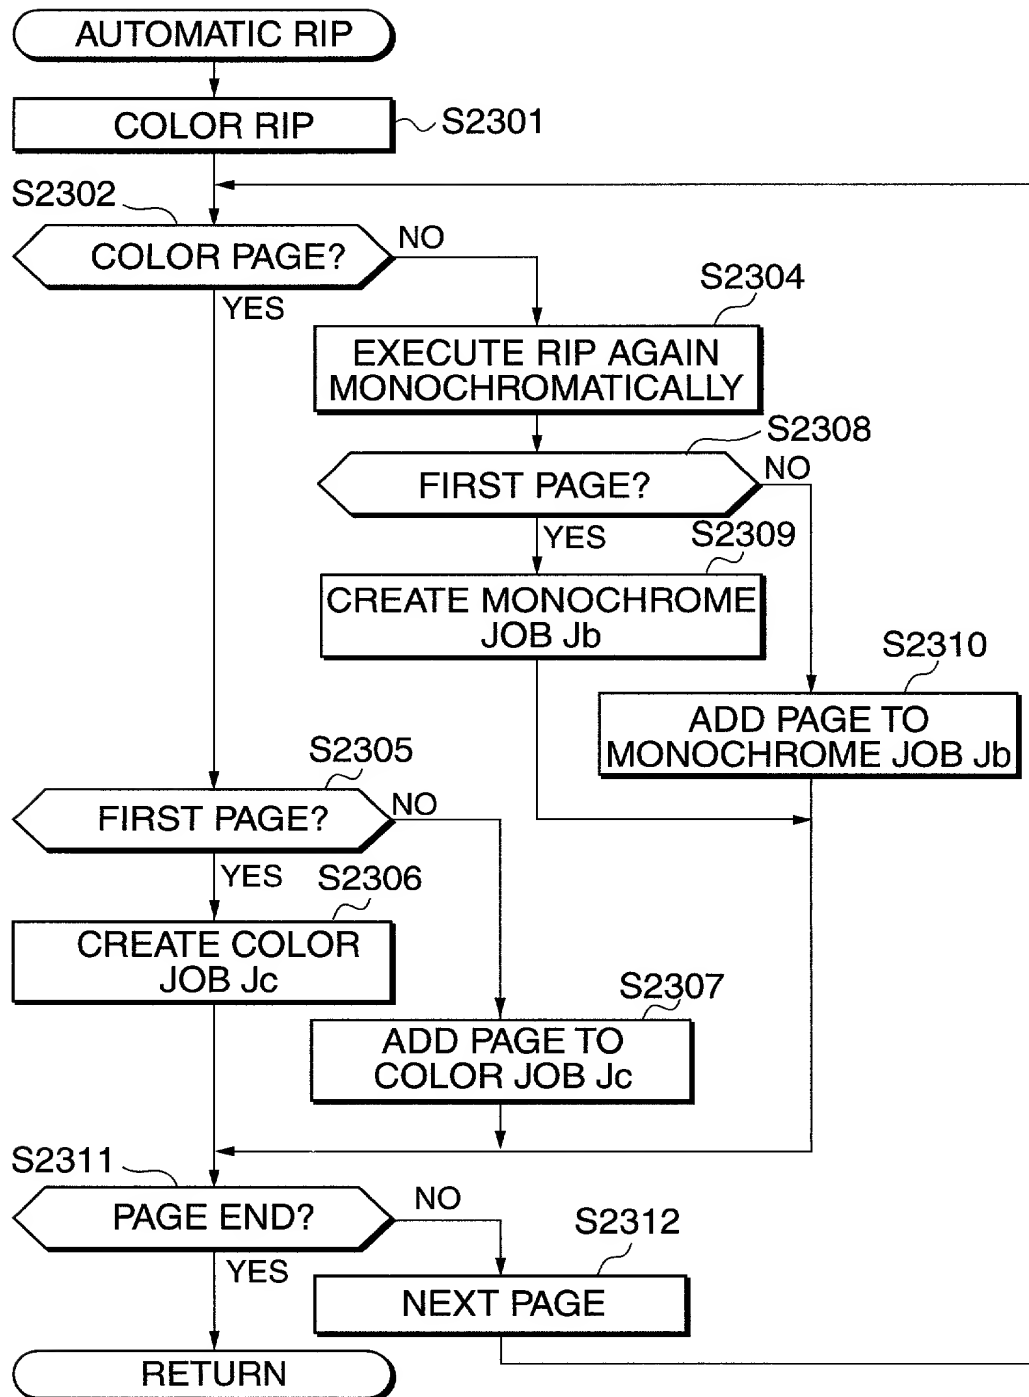 AUTOMATIC RIP
COLOR RIP
S2301
S2302
COLOR PAGE?
NO
YES
S2304
EXECUTE RIP AGAIN
MONOCHROMATICALLY
S2308
FIRST PAGE?
NO
YES
S2309
CREATE MONOCHROME
JOB Jb
S2310
ADD PAGE TO
MONOCHROME JOB Jb
S2305
FIRST PAGE?
NO
YES
S2306
CREATE COLOR
JOB Jc
S2307
ADD PAGE TO
COLOR JOB Jc
S2311
PAGE END?
NO
YES
S2312
NEXT PAGE
RETURN